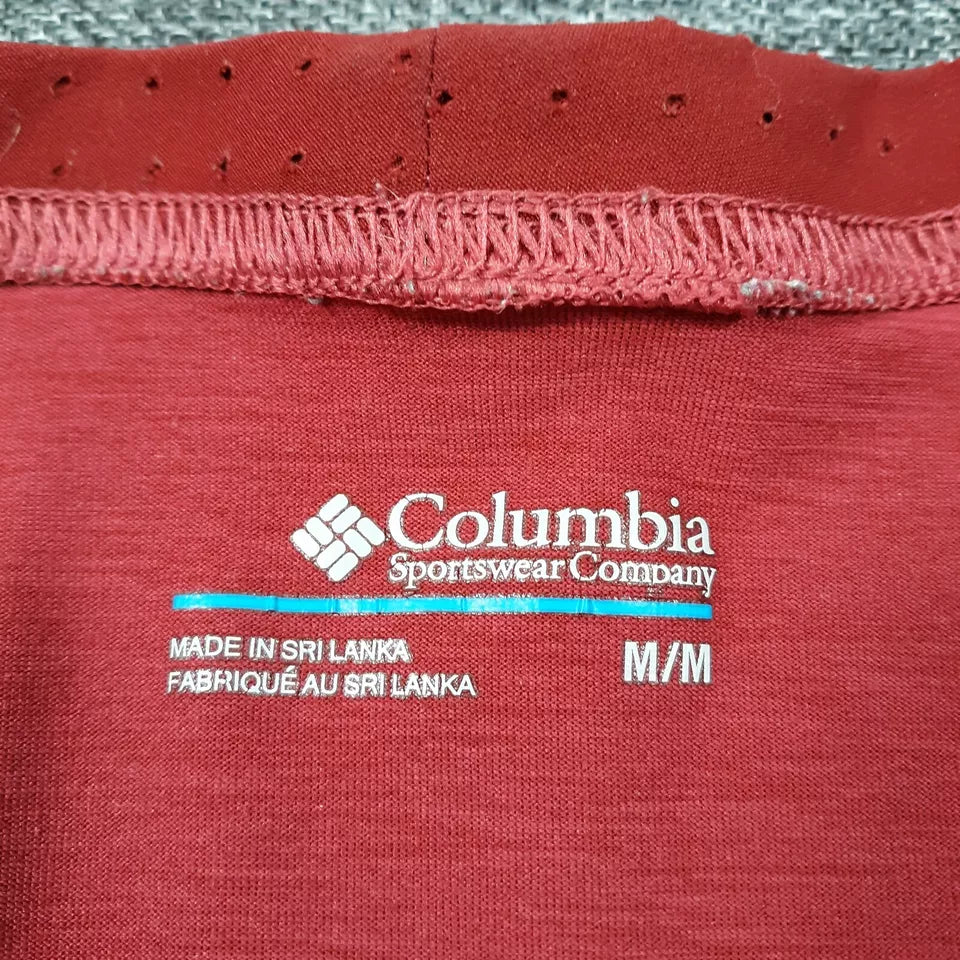 Columbia
Sportswear Company
MADE IN SRI LANKA
FABRIQUÉ AU SRI LANKA
M/M